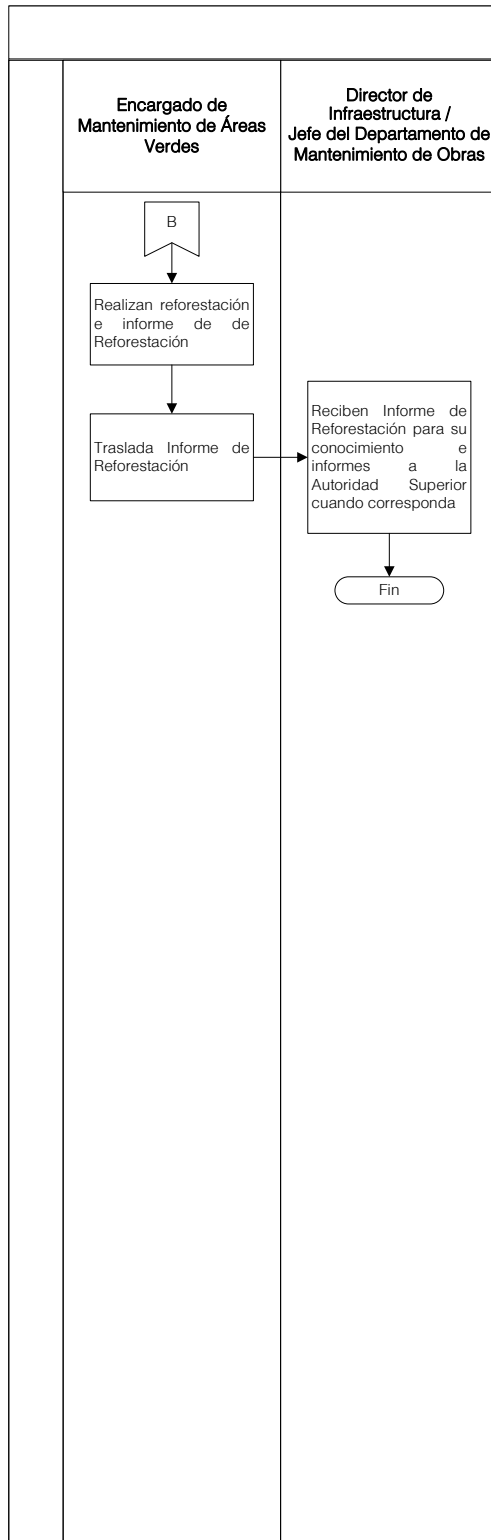 Encargado de
Mantenimiento de Áreas
Verdes
Director de
Infraestructura /
Jefe del Departamento de
Mantenimiento de Obras
B
Realizan reforestación
e informe de de
Reforestación
Traslada Informe de
Reforestación
Reciben Informe de
Reforestación para su
conocimiento e
informes a la
Autoridad Superior
cuando corresponda
Fin